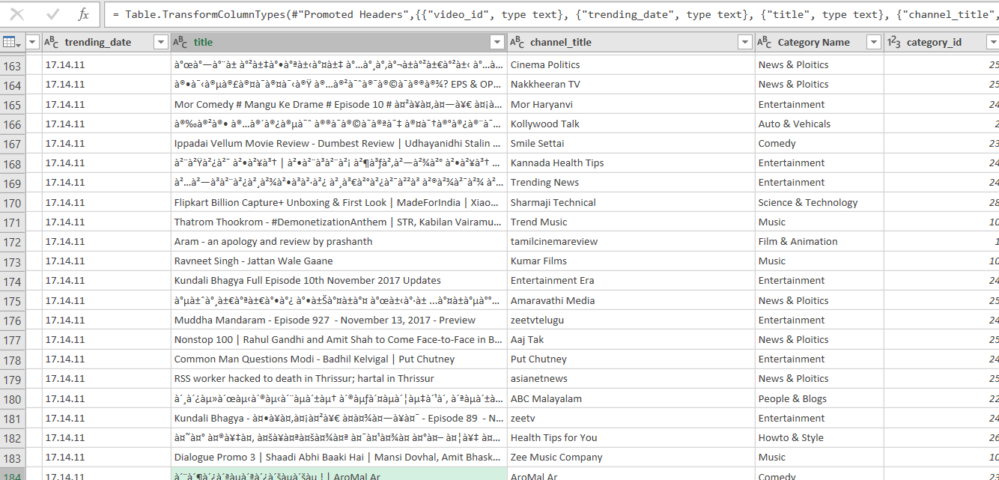 fx = Table.TransformColumnTypes(#"Promoted Headers",{{"video_id", type text}, {"trending_date", type text}, {"title", type text}, {"channel_title",
ABC trending_date ABC title ABC channel_title ABC Category Name 123 category_id
163 17.14.11 Cinema Politics News & Ploitics 25
164 17.14.11 EPS & OP... Nakkheeran TV News & Ploitics 25
165 17.14.11 Mor Comedy # Mangu Ke Drame # Episode 10 # Mor Haryanvi Entertainment 24
166 17.14.11 Kollywood Talk Auto & Vehicals 2
167 17.14.11 Ippadai Vellum Movie Review - Dumbest Review | Udhayanidhi Stalin ... Smile Settai Comedy 23
168 17.14.11 Kannada Health Tips Entertainment 24
169 17.14.11 Trending News Entertainment 24
170 17.14.11 Flipkart Billion Capture+ Unboxing & First Look | MadeForIndia | Xiao... Sharmaji Technical Science & Technology 28
171 17.14.11 Thatrom Thookrom - #DemonetizationAnthem | STR, Kabilan Vairamu... Trend Music Music 10
172 17.14.11 Aram - an apology and review by prashanth tamilcinemareview Film & Animation 1
173 17.14.11 Ravneet Singh - Jattan Wale Gaane Kumar Films Music 10
174 17.14.11 Kundali Bhagya Full Episode 10th November 2017 Updates Entertainment Era Entertainment 24
175 17.14.11 Amaravathi Media News & Ploitics 25
176 17.14.11 Muddha Mandaram - Episode 927 - November 13, 2017 - Preview zeetvtelugu Entertainment 24
177 17.14.11 Nonstop 100 | Rahul Gandhi and Amit Shah to Come Face-to-Face in B... Aaj Tak News & Ploitics 25
178 17.14.11 Common Man Questions Modi - Badhil Kelvigal | Put Chutney Put Chutney Entertainment 24
179 17.14.11 RSS worker hacked to death in Thrissur; hartal in Thrissur asianetnews News & Ploitics 25
180 17.14.11 ABC Malayalam People & Blogs 22
181 17.14.11 Kundali Bhagya - - Episode 89 - N... zeetv Entertainment 24
182 17.14.11 Health Tips for You Howto & Style 26
183 17.14.11 Dialogue Promo 3 | Shaadi Abhi Baaki Hai | Mansi Dovhal, Amit Bhask... Zee Music Company Music 10
184 17.14.11 ! | AroMal Ar AroMal Ar Comedy 23